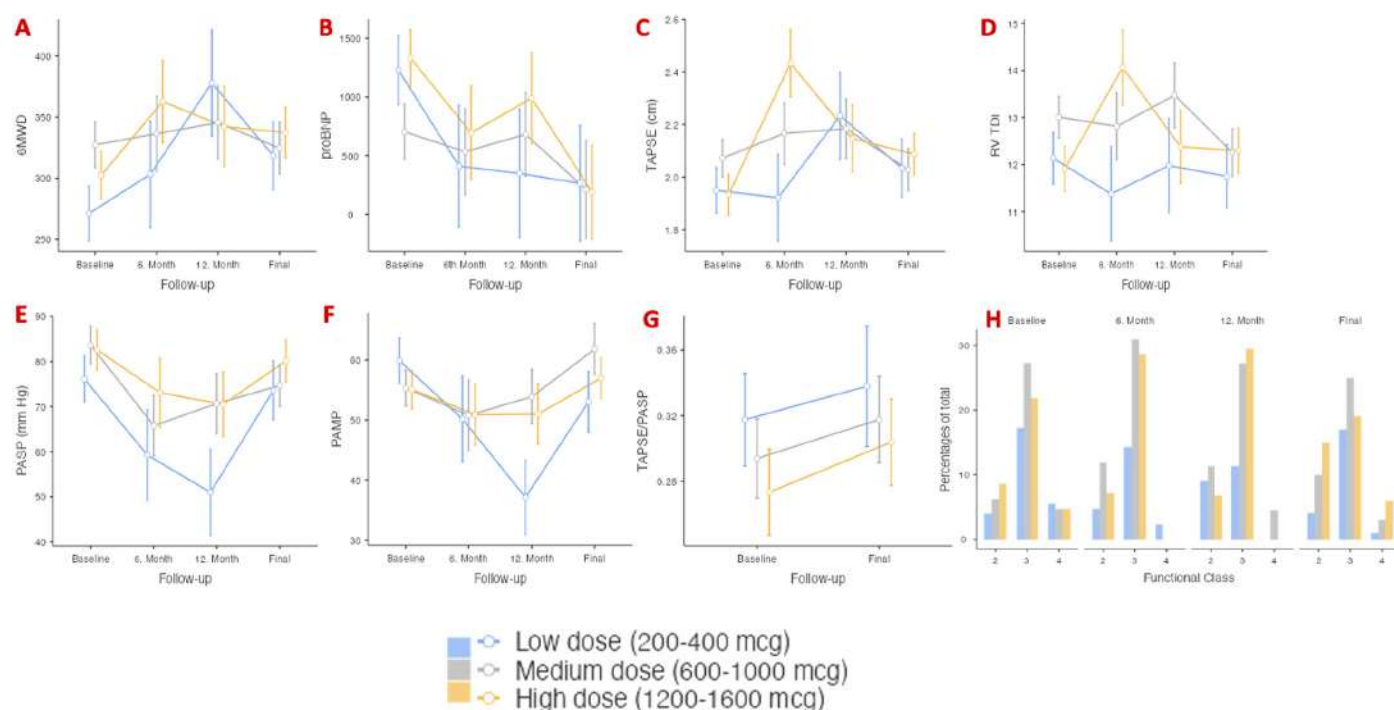 A
6MWD
400
350
300
250
Baseline 6. Month 12. Month Final
Follow-up
B
proBNP
1500
1000
500
0
Baseline 6th Month 12. Month Final
Follow-up
C
TAPSE (cm)
2.6
2.4
2.2
2.0
1.8
Baseline 6. Month 12. Month Final
Follow-up
D
RV TDI
15
14
13
12
11
Baseline 6. Month 12. Month Final
Follow-up
E
PASP (mm Hg)
90
80
70
60
50
40
Baseline 6. Month 12. Month Final
Follow-up
F
PAMP
60
50
40
30
Baseline 6. Month 12. Month Final
Follow-up
G
TAPSE/PASP
0.36
0.32
0.28
Baseline Final
Follow-up
H
Baseline 6. Month 12. Month Final
Percentages of total
30
20
10
0
2 3 4 2 3 4 2 3 4 2 3 4
Functional Class
Low dose (200-400 mcg)
Medium dose (600-1000 mcg)
High dose (1200-1600 mcg)